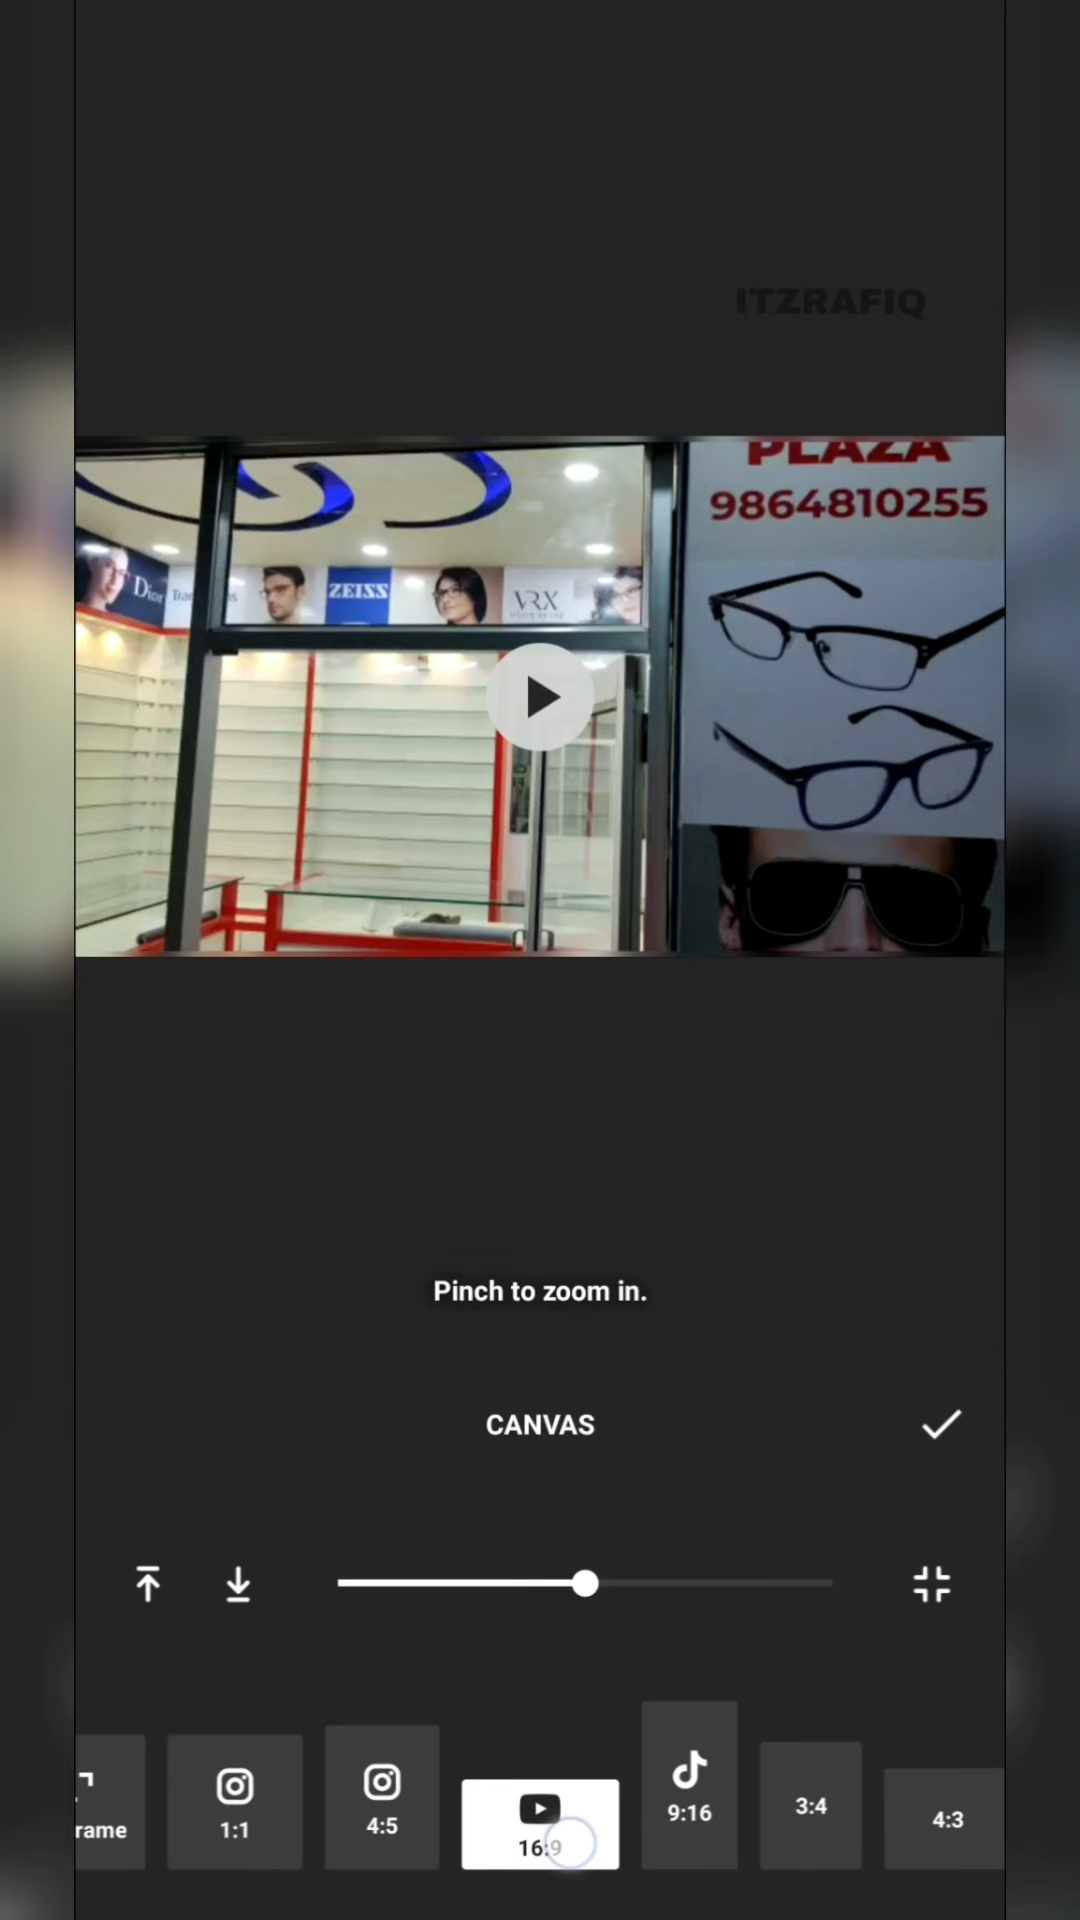 ITZRAFIQ
PLAZA
9864810255
Dior
ZEISS
VRX
Pinch to zoom in.
CANVAS
rame
1:1
4:5
16:9
9:16
3:4
4:3